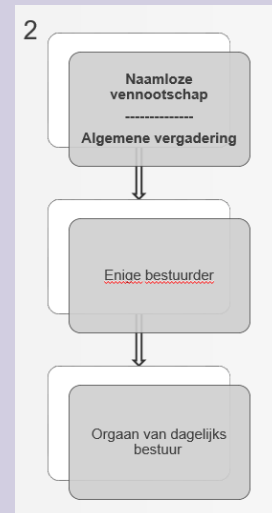 2
Naamloze
vennootschap
--------------
Algemene vergadering
Enige bestuurder
Orgaan van dagelijks
bestuur